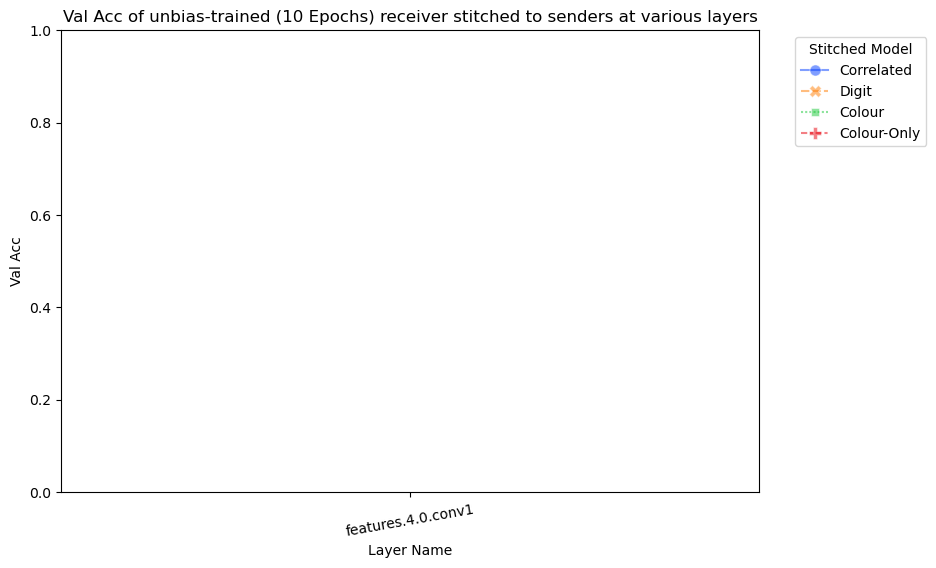 Val Acc of unbias-trained (10 Epochs) receiver stitched to senders at various layers
1.0
0.8
0.6
0.4
0.2
0.0
Val Acc
features.4.0.conv1
Layer Name
Stitched Model
Correlated
Digit
Colour
Colour-Only